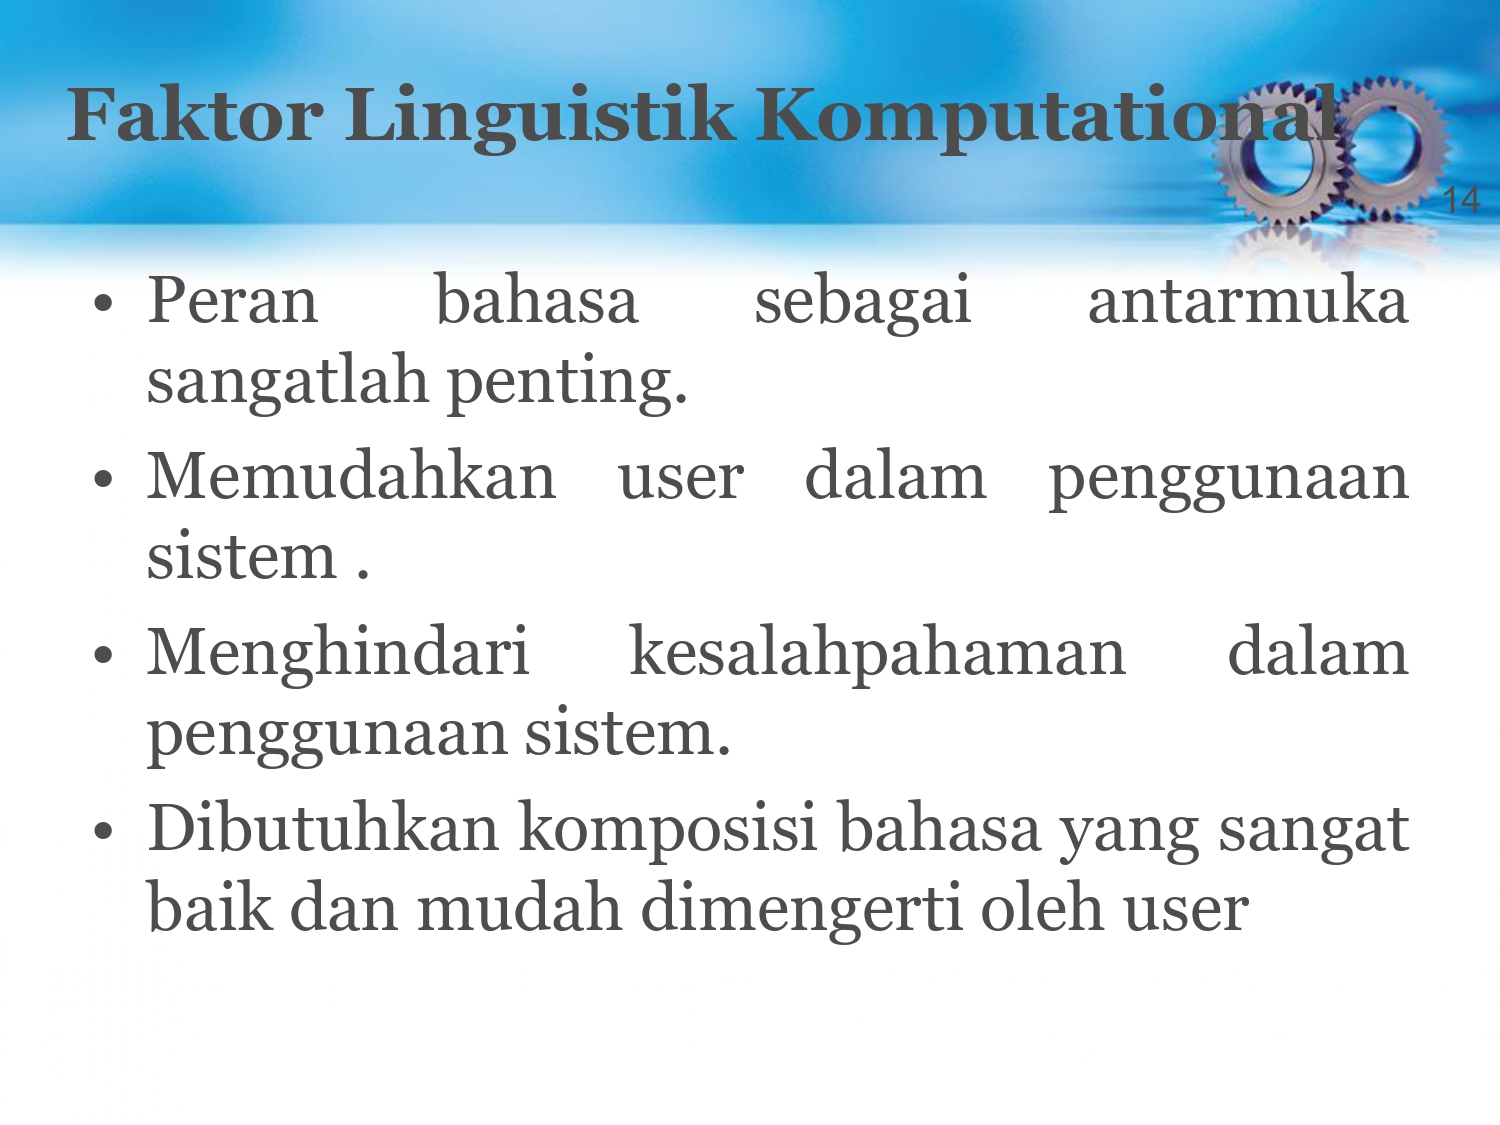 Faktor Linguistik Komputational
14
• Peran bahasa sebagai antarmuka
sangatlah penting.
• Memudahkan user dalam penggunaan
sistem .
• Menghindari kesalahpahaman dalam
penggunaan sistem.
• Dibutuhkan komposisi bahasa yang sangat
baik dan mudah dimengerti oleh user